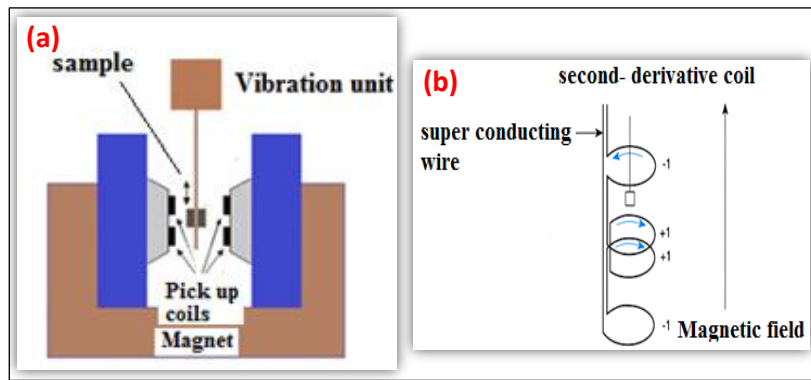 (a)
sample
Vibration unit
Pick up
coils
Magnet
(b)
second- derivative coil
super conducting
wire
-1
+1
+1
-1
Magnetic field